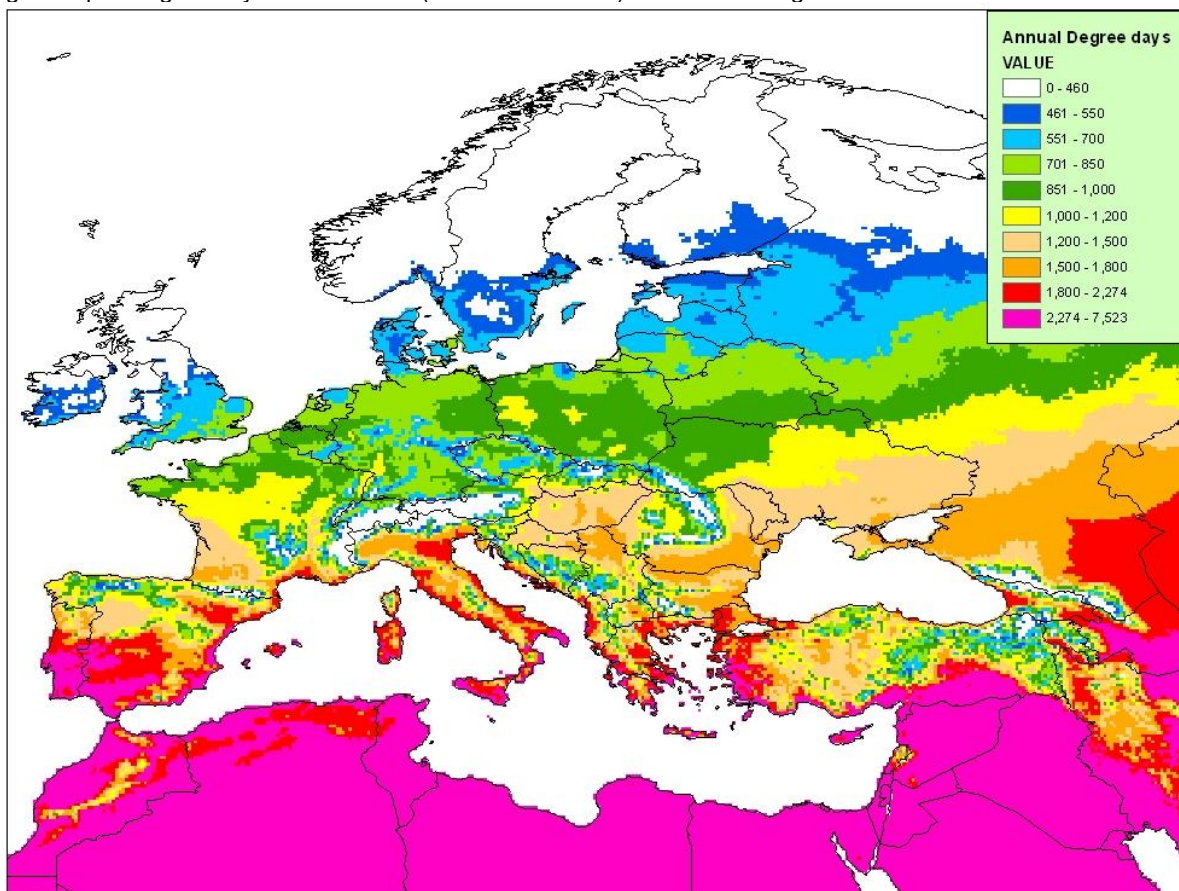 Annual Degree days
VALUE
0 - 460
461 - 550
551 - 700
701 - 850
851 - 1,000
1,000 - 1,200
1,200 - 1,500
1,500 - 1,800
1,800 - 2,274
2,274 - 7,523